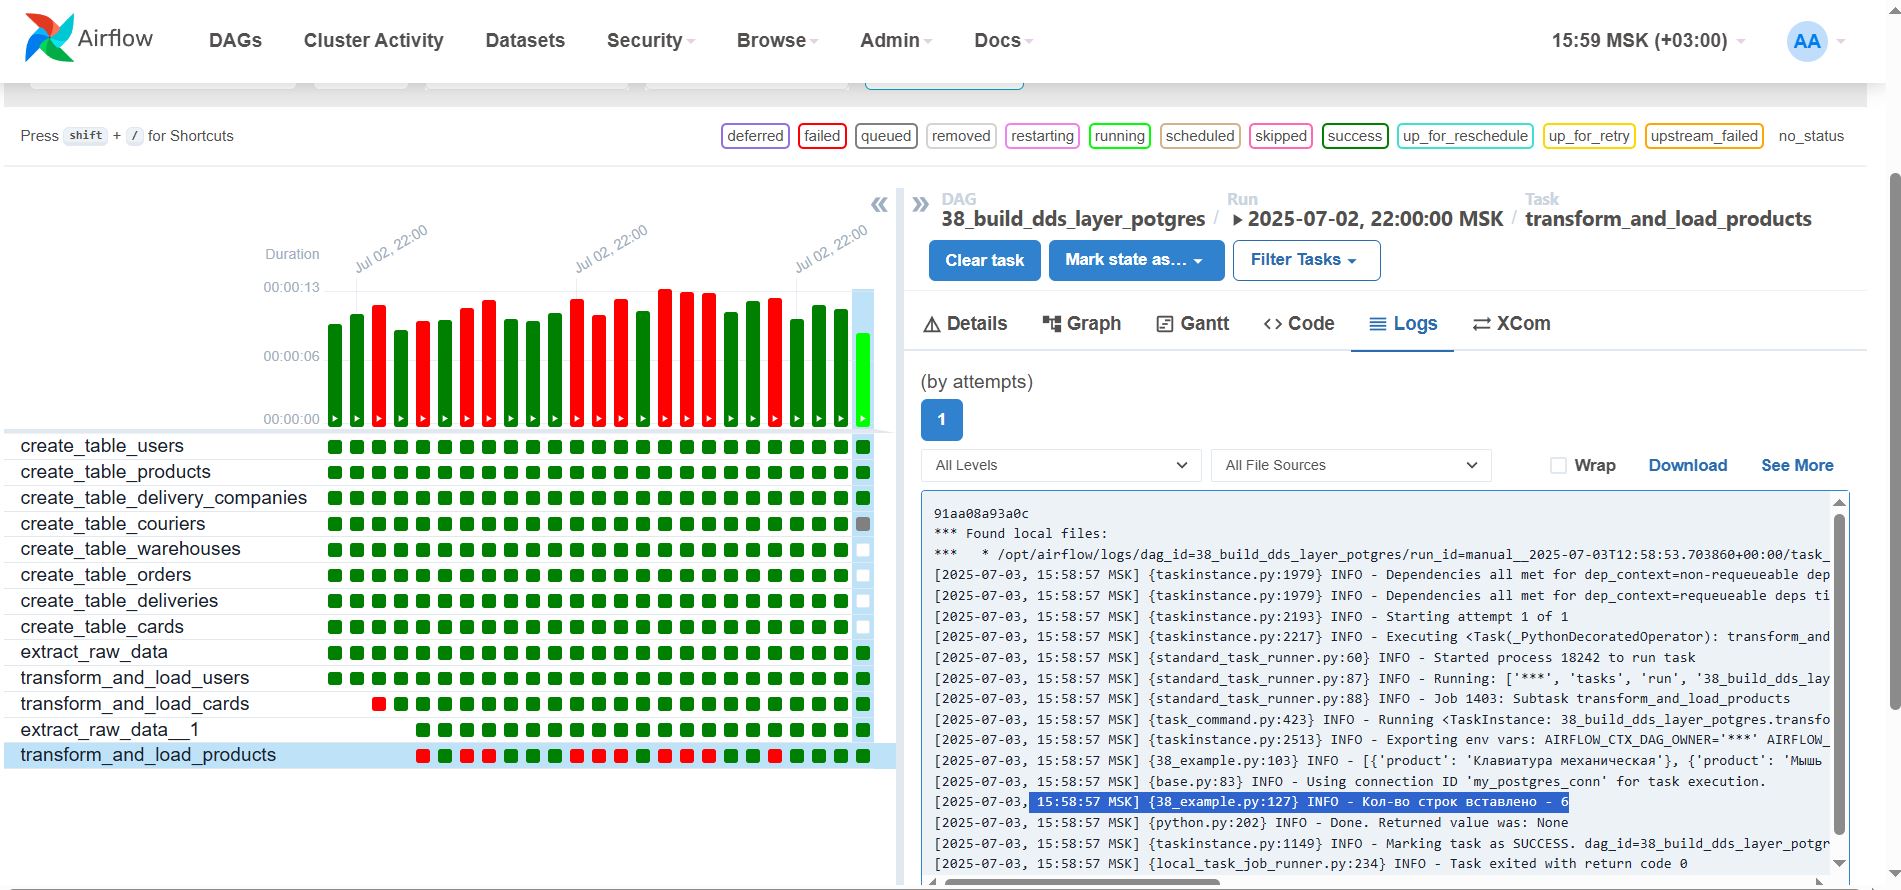 Airflow DAGs Cluster Activity Datasets Security Browse Admin Docs 15:59 MSK (+03:00) AA
Press shift + / for Shortcuts
deferred failed queued removed restarting running scheduled skipped success up_for_reschedule up_for_retry upstream_failed no_status
Duration
Jul 02, 22:00 Jul 02, 22:00 Jul 02, 22:00
00:00:13
00:00:06
00:00:00
create_table_users
create_table_products
create_table_delivery_companies
create_table_couriers
create_table_warehouses
create_table_orders
create_table_deliveries
create_table_cards
extract_raw_data
transform_and_load_users
transform_and_load_cards
extract_raw_data__1
transform_and_load_products
DAG Run Task
38_build_dds_layer_potgres / 2025-07-02, 22:00:00 MSK / transform_and_load_products
Clear task Mark state as... Filter Tasks
Details Graph Gantt Code Logs XCom
(by attempts)
1
All Levels All File Sources Wrap Download See More
91aa08a93a0c
*** Found local files:
***   * /opt/airflow/logs/dag_id=38_build_dds_layer_potgres/run_id=manual__2025-07-03T12:58:53.703860+00:00/task_
[2025-07-03, 15:58:57 MSK] {taskinstance.py:1979} INFO - Dependencies all met for dep_context=non-requeueable dep
[2025-07-03, 15:58:57 MSK] {taskinstance.py:1979} INFO - Dependencies all met for dep_context=requeueable deps ti
[2025-07-03, 15:58:57 MSK] {taskinstance.py:2193} INFO - Starting attempt 1 of 1
[2025-07-03, 15:58:57 MSK] {taskinstance.py:2217} INFO - Executing <Task(_PythonDecoratedOperator): transform_and
[2025-07-03, 15:58:57 MSK] {standard_task_runner.py:60} INFO - Started process 18242 to run task
[2025-07-03, 15:58:57 MSK] {standard_task_runner.py:87} INFO - Running: ['***', 'tasks', 'run', '38_build_dds_lay
[2025-07-03, 15:58:57 MSK] {standard_task_runner.py:88} INFO - Job 1403: Subtask transform_and_load_products
[2025-07-03, 15:58:57 MSK] {task_command.py:423} INFO - Running <TaskInstance: 38_build_dds_layer_potgres.transfo
[2025-07-03, 15:58:57 MSK] {taskinstance.py:2513} INFO - Exporting env vars: AIRFLOW_CTX_DAG_OWNER='***' AIRFLOW_
[2025-07-03, 15:58:57 MSK] {38_example.py:103} INFO - [{'product': 'Клавиатура механическая'}, {'product': 'Мышь
[2025-07-03, 15:58:57 MSK] {base.py:83} INFO - Using connection ID 'my_postgres_conn' for task execution.
[2025-07-03, 15:58:57 MSK] {38_example.py:127} INFO - Кол-во строк вставлено - 6
[2025-07-03, 15:58:57 MSK] {python.py:202} INFO - Done. Returned value was: None
[2025-07-03, 15:58:57 MSK] {taskinstance.py:1149} INFO - Marking task as SUCCESS. dag_id=38_build_dds_layer_potgr
[2025-07-03, 15:58:57 MSK] {local_task_job_runner.py:234} INFO - Task exited with return code 0